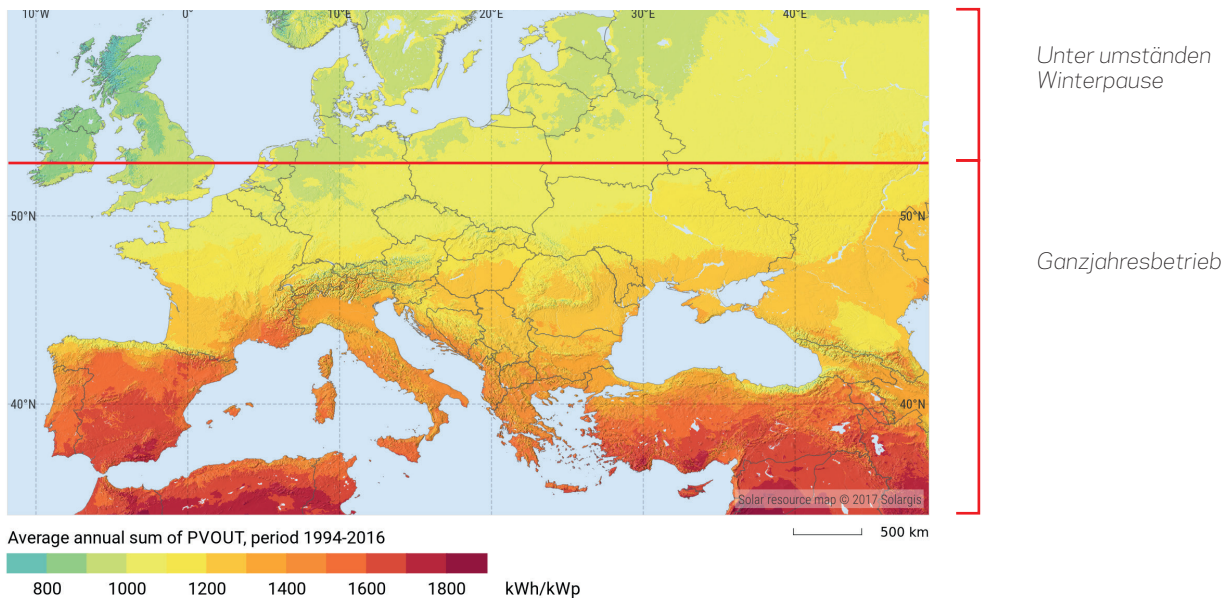 10°W 0° 10°E 20°E 30°E 40°E
Unter umständen
Winterpause
50°N 50°N
Ganzjahresbetrieb
40°N 40°N
Solar resource map © 2017 Solargis
500 km
Average annual sum of PVOUT, period 1994-2016
800 1000 1200 1400 1600 1800 kWh/kWp